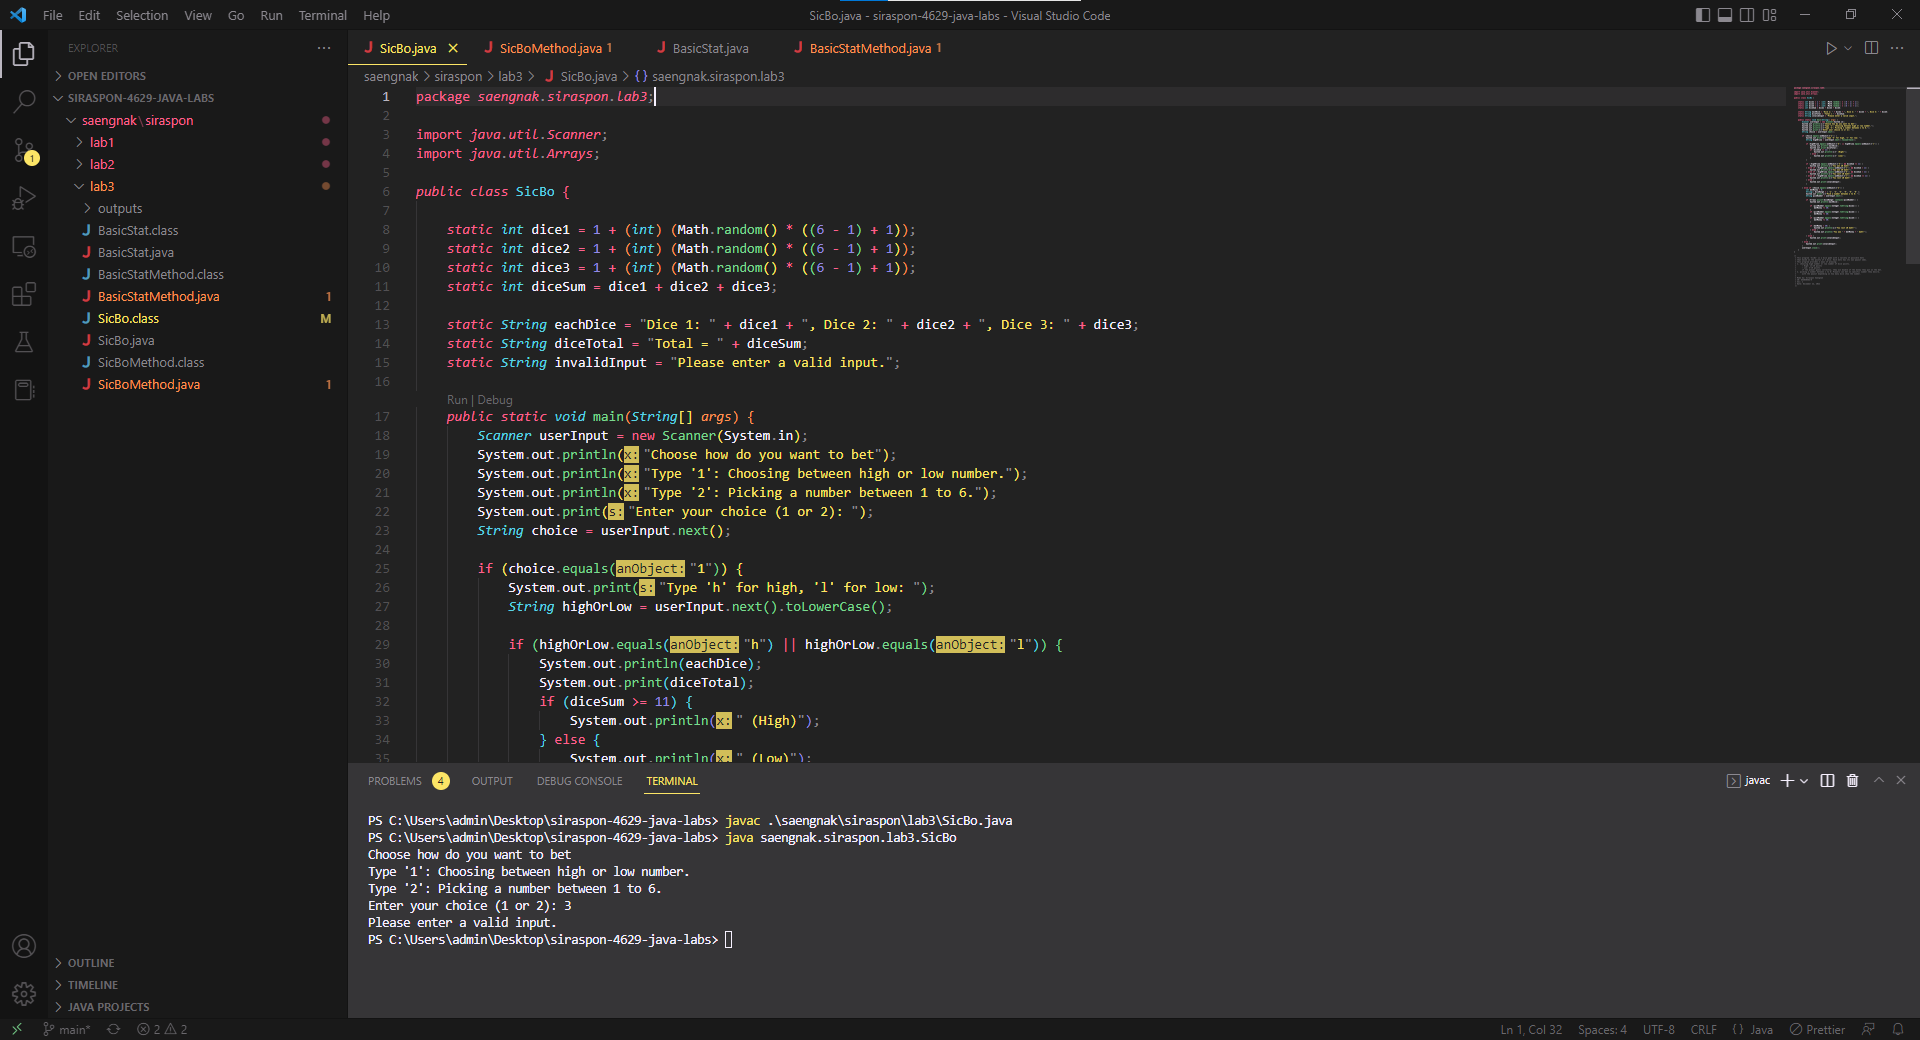 File Edit Selection View Go Run Terminal Help
SicBo.java - siraspon-4629-java-labs - Visual Studio Code
EXPLORER
OPEN EDITORS
SIRASPON-4629-JAVA-LABS
saengnak\siraspon
lab1
lab2
lab3
outputs
BasicStat.class
BasicStat.java
BasicStatMethod.class
BasicStatMethod.java 1
SicBo.class M
SicBo.java
SicBoMethod.class
SicBoMethod.java 1
OUTLINE
TIMELINE
JAVA PROJECTS
1
SicBo.java SicBoMethod.java 1 BasicStat.java BasicStatMethod.java 1
saengnak > siraspon > lab3 > SicBo.java > {} saengnak.siraspon.lab3
1 package saengnak.siraspon.lab3;
2
3 import java.util.Scanner;
4 import java.util.Arrays;
5
6 public class SicBo {
7
8 static int dice1 = 1 + (int) (Math.random() * ((6 - 1) + 1));
9 static int dice2 = 1 + (int) (Math.random() * ((6 - 1) + 1));
10 static int dice3 = 1 + (int) (Math.random() * ((6 - 1) + 1));
11 static int diceSum = dice1 + dice2 + dice3;
12
13 static String eachDice = "Dice 1: " + dice1 + ", Dice 2: " + dice2 + ", Dice 3: " + dice3;
14 static String diceTotal = "Total = " + diceSum;
15 static String invalidInput = "Please enter a valid input.";
16
Run | Debug
17 public static void main(String[] args) {
18 Scanner userInput = new Scanner(System.in);
19 System.out.println(x: "Choose how do you want to bet");
20 System.out.println(x: "Type '1': Choosing between high or low number.");
21 System.out.println(x: "Type '2': Picking a number between 1 to 6.");
22 System.out.print(s: "Enter your choice (1 or 2): ");
23 String choice = userInput.next();
24
25 if (choice.equals(anObject: "1")) {
26 System.out.print(s: "Type 'h' for high, 'l' for low: ");
27 String highOrLow = userInput.next().toLowerCase();
28
29 if (highOrLow.equals(anObject: "h") || highOrLow.equals(anObject: "l")) {
30 System.out.println(eachDice);
31 System.out.print(diceTotal);
32 if (diceSum >= 11) {
33 System.out.println(x: " (High)");
34 } else {
35 System.out.println(x: " (Low)");
PROBLEMS 4 OUTPUT DEBUG CONSOLE TERMINAL
javac
PS C:\Users\admin\Desktop\siraspon-4629-java-labs> javac .\saengnak\siraspon\lab3\SicBo.java
PS C:\Users\admin\Desktop\siraspon-4629-java-labs> java saengnak.siraspon.lab3.SicBo
Choose how do you want to bet
Type '1': Choosing between high or low number.
Type '2': Picking a number between 1 to 6.
Enter your choice (1 or 2): 3
Please enter a valid input.
PS C:\Users\admin\Desktop\siraspon-4629-java-labs>
main* 2 2
Ln 1, Col 32 Spaces: 4 UTF-8 CRLF {} Java Prettier